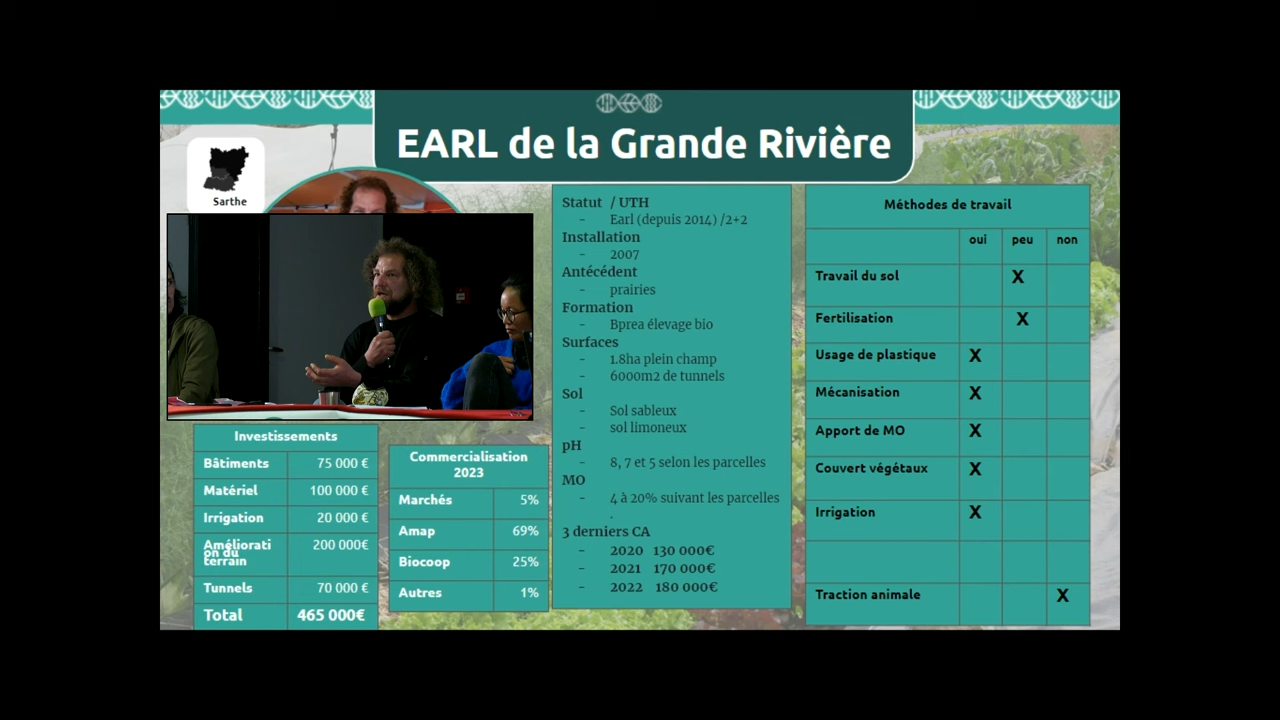 EARL de la Grande Rivière
Sarthe
Statut / UTH
- Earl (depuis 2014) /2+2
Installation
- 2007
Antécédent
- prairies
Formation
- Bprea élevage bio
Surfaces
- 1.8ha plein champ
- 6000m2 de tunnels
Sol
- Sol sableux
- sol limoneux
pH
- 8, 7 et 5 selon les parcelles
MO
- 4 à 20% suivant les parcelles
.
3 derniers CA
- 2020 130 000€
- 2021 170 000€
- 2022 180 000€
Méthodes de travail
oui peu non
Travail du sol X
Fertilisation X
Usage de plastique X
Mécanisation X
Apport de MO X
Couvert végétaux X
Irrigation X
Traction animale X
Investissements
Bâtiments 75 000 €
Matériel 100 000 €
Irrigation 20 000 €
Améliorati 200 000€
on du
terrain
Tunnels 70 000 €
Total 465 000€
Commercialisation
2023
Marchés 5%
Amap 69%
Biocoop 25%
Autres 1%